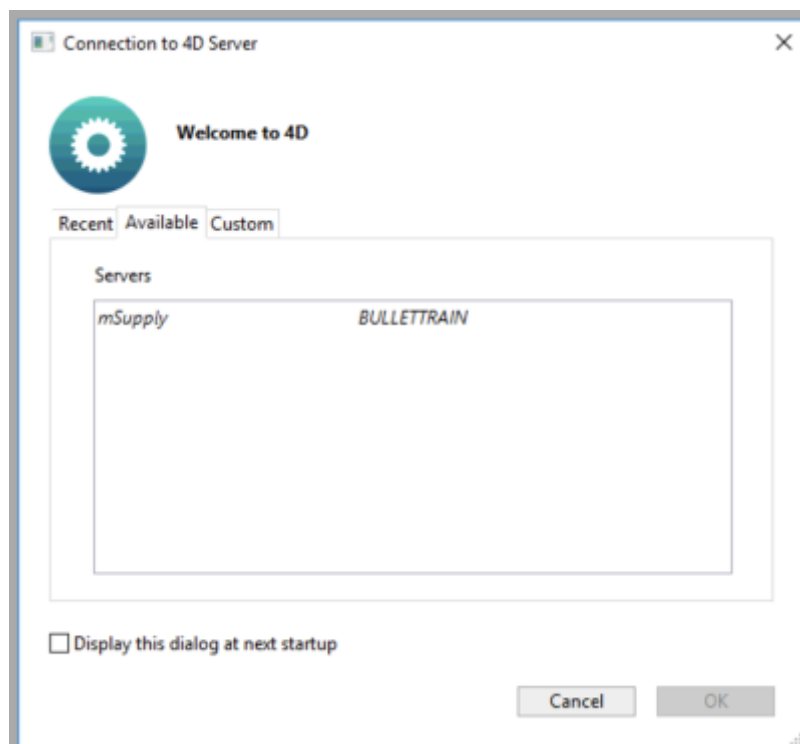 Connection to 4D Server
Welcome to 4D
Recent Available Custom
Servers
mSupply BULLETTRAIN
Display this dialog at next startup
Cancel OK